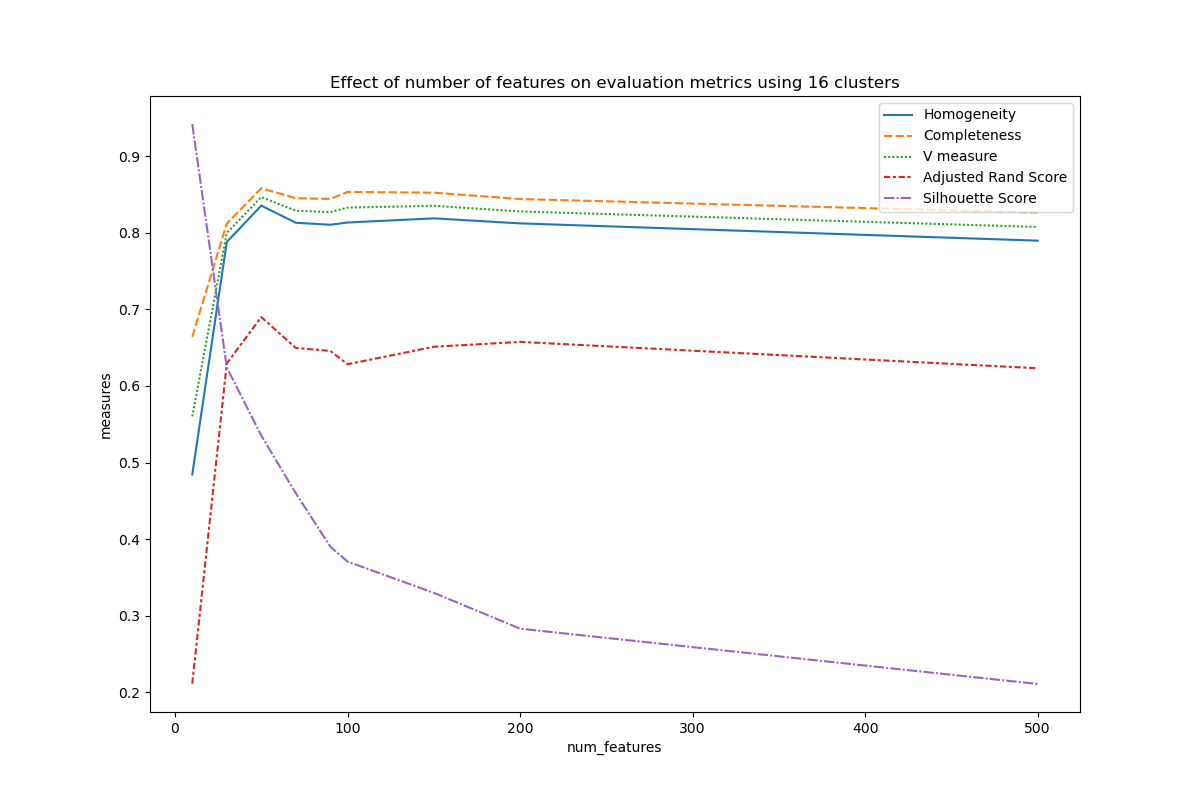 Effect of number of features on evaluation metrics using 16 clusters
Homogeneity
Completeness
V measure
Adjusted Rand Score
Silhouette Score
measures
0.9
0.8
0.7
0.6
0.5
0.4
0.3
0.2
0
100
200
300
400
500
num_features